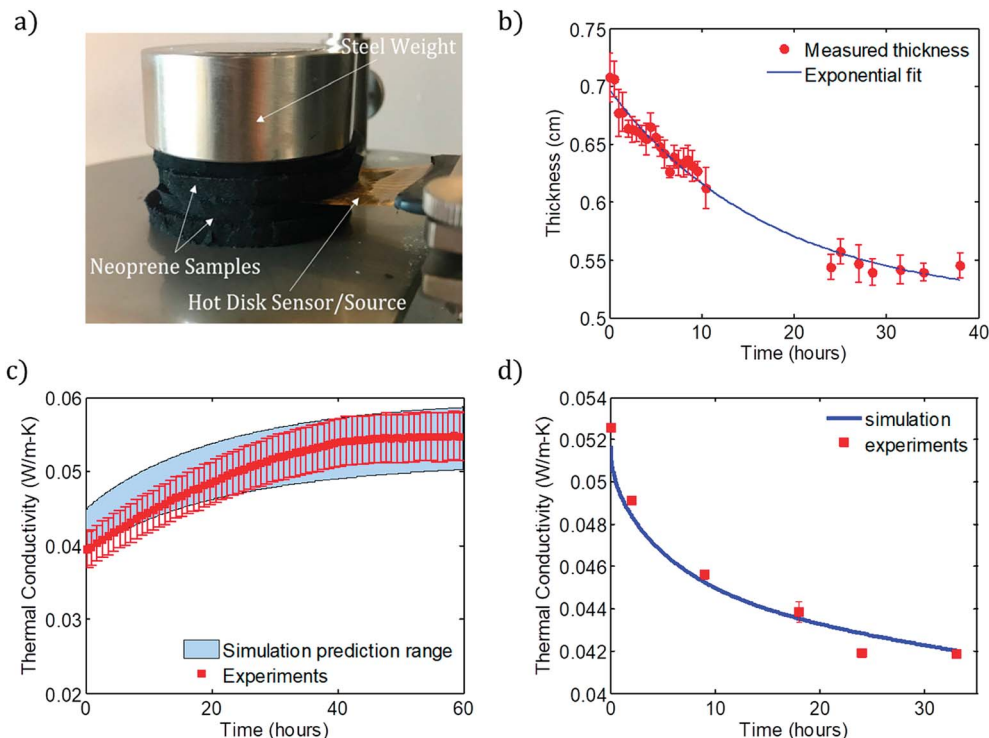 a)
Steel Weight
Neoprene Samples
Hot Disk Sensor/Source
b)
0.75
0.7
0.65
0.6
0.55
0.5
Thickness (cm)
Measured thickness
Exponential fit
0
10
20
30
40
Time (hours)
c)
0.06
0.05
0.04
0.03
0.02
Thermal Conductivity (W/m-K)
Simulation prediction range
Experiments
0
20
40
60
Time (hours)
d)
0.054
0.052
0.05
0.048
0.046
0.044
0.042
0.04
Thermal Conductivity (W/m-K)
simulation
experiments
0
10
20
30
Time (hours)